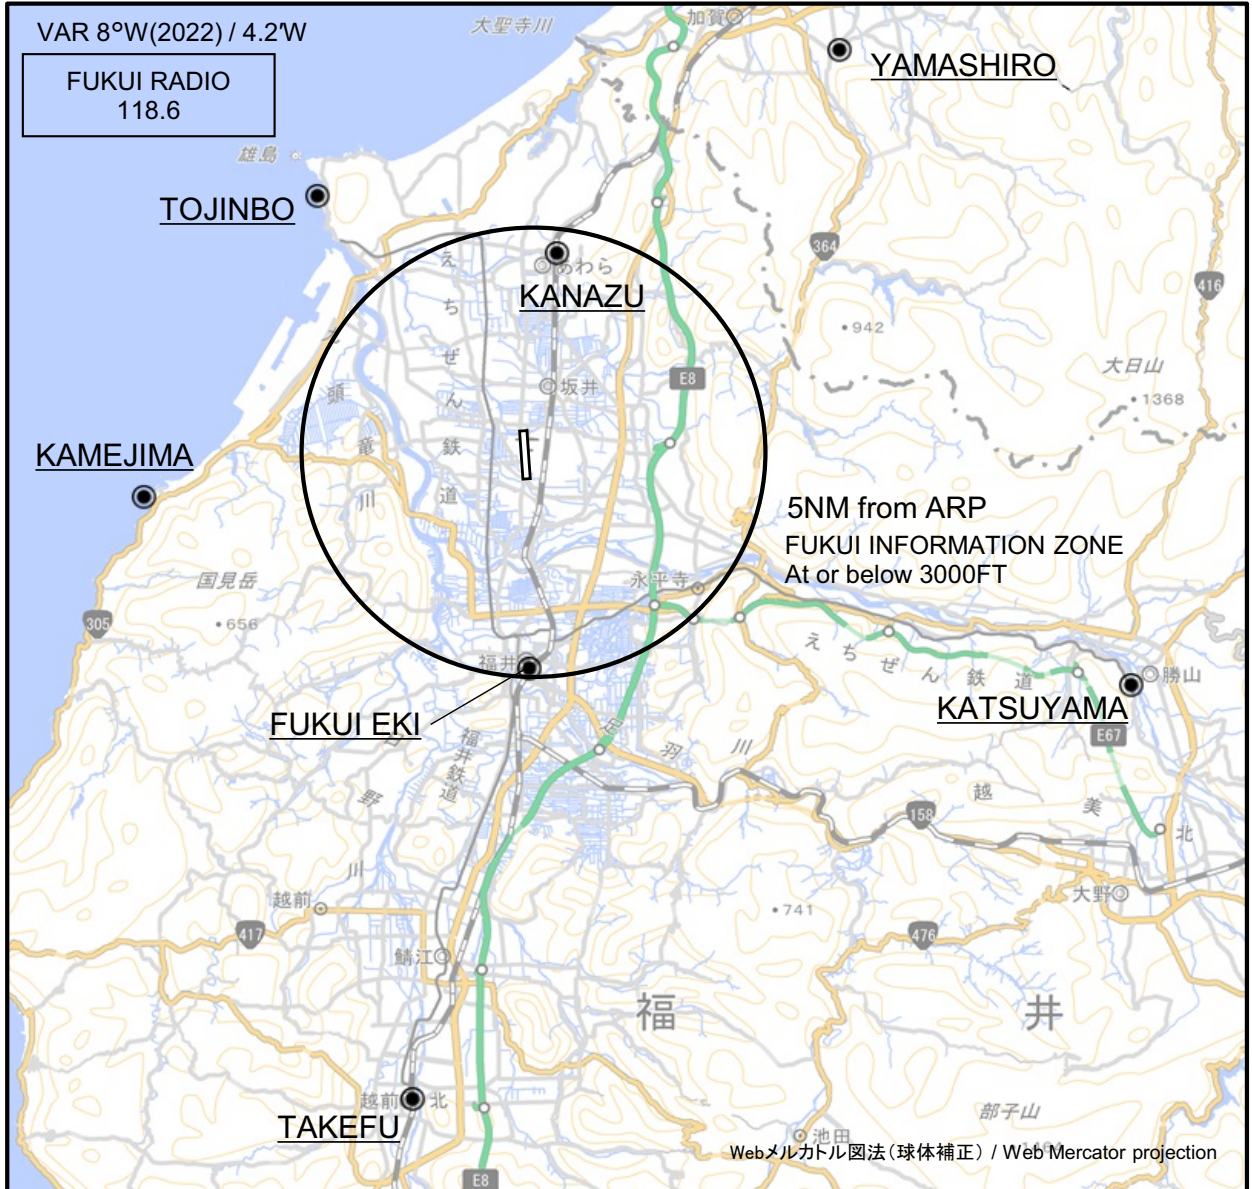 VAR 8°W(2022) / 4.2'W
FUKUI RADIO
118.6
大聖寺川
加賀
YAMASHIRO
雄島
TOJINBO
364
416
えちぜん鉄道
あわら
KANAZU
942
大日山
1368
E8
坂井
頭竜川
KAMEJIMA
5NM from ARP
FUKUI INFORMATION ZONE
At or below 3000FT
国見岳
656
305
永平寺
えちぜん鉄道
勝山
KATSUYAMA
E67
福井
FUKUI EKI
福井鉄道
足羽川
野川
越美北
158
大野
越前
417
鯖江
741
476
福井
越前
北
TAKEFU
部子山
池田
E8
Webメルカトル図法(球体補正) / Web Mercator projection